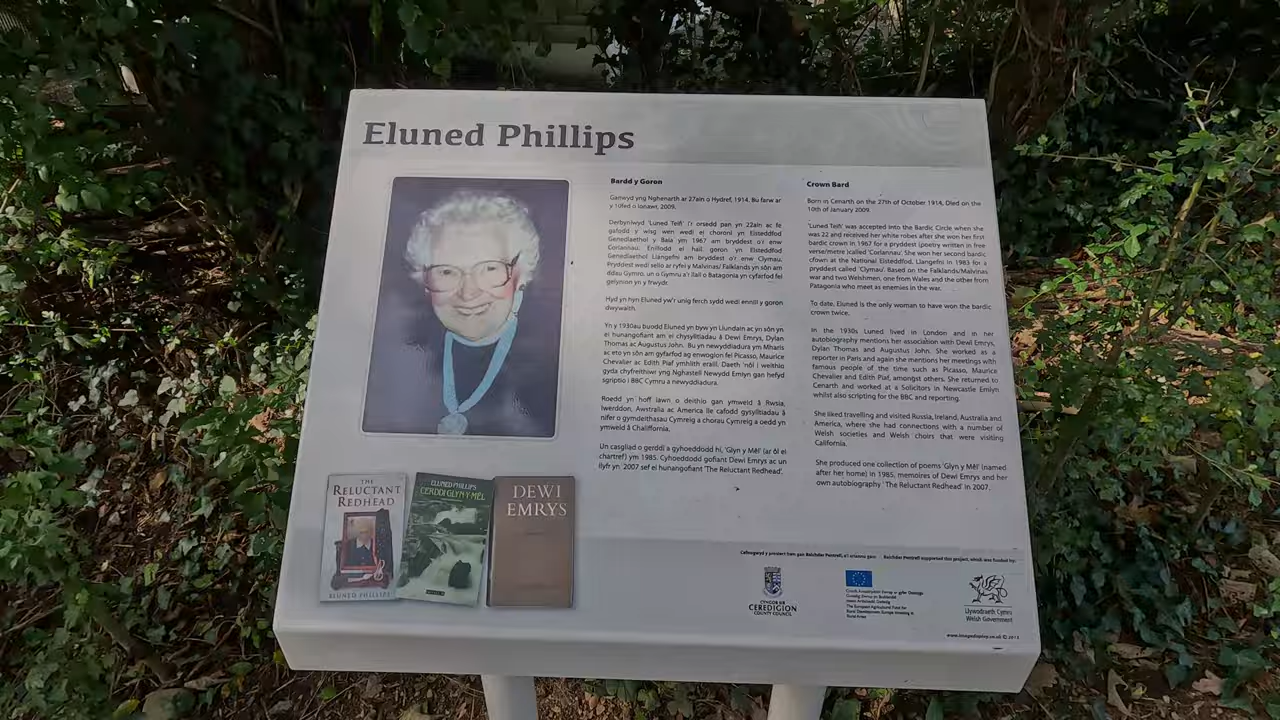 Eluned Phillips
Bardd y Goron
Ganwyd yng Nghenarth ar 27ain o Hydref, 1914. Bu farw ar
y 10fed o Ionawr, 2009.
Derbyniwyd 'Luned Teifi' i'r orsedd pan yn 22ain ac fe
gafodd y wisg wen wedi ei choroni yn Eisteddfod
Genedlaethol y Bala ym 1967 am bryddest o'r enw
'Corlannau'. Enillodd ei hail goron yn Eisteddfod
Genedlaethol Llangefni am bryddest o'r enw Clymau.
Pryddest wedi seilio ar ryfel y Malvinas/ Falklands yn sôn am
ddau Gymro, un o Gymru a'r llall o Batagonia yn cyfarfod fel
gelynion yn y frwydr.
Hyd yn hyn Eluned yw'r unig ferch sydd wedi ennill y goron
dwywaith.
Yn y 1930au buodd Eluned yn byw yn Llundain ac yn sôn yn
ei hunangofiant am ei chysylltiadau â Dewi Emrys, Dylan
Thomas ac Augustus John. Bu yn newyddiadura ym Mharis
ac eto yn sôn am gyfarfod ag enwogion fel Picasso, Maurice
Chevalier ac Edith Piaf ymhlith eraill. Daeth 'nôl i weithio
gyda chyfreithiwr yng Nghastell Newydd Emlyn gan hefyd
sgriptio i BBC Cymru a newyddiadura.
Roedd yn hoff iawn o deithio gan ymweld â Rwsia,
Iwerddon, Awstralia ac America lle cafodd gysylltiadau â
nifer o gymdeithasau Cymreig a chorau Cymreig a oedd yn
ymweld â Chaliffornia.
Un casgliad o gerddi a gyhoeddodd hi, 'Glyn y Mêl' (ar ôl ei
chartref) ym 1985. Cyhoeddodd gofiant Dewi Emrys ac un
llyfr yn 2007 sef ei hunangofiant 'The Reluctant Redhead'.
Crown Bard
Born in Cenarth on the 27th of October 1914, Died on the
10th of January 2009.
'Luned Teifi' was accepted into the Bardic Circle when she
was 22 and received her white robes after she won her first
bardic crown in 1967 for a pryddest (poetry written in free
verse/metre )called 'Corlannau'. She won her second bardic
crown at the National Eisteddfod, Llangefni in 1983 for a
pryddest called 'Clymau'. Based on the Falklands/Malvinas
war and two Welshmen, one from Wales and the other from
Patagonia who meet as enemies in the war.
To date, Eluned is the only woman to have won the bardic
crown twice.
In the 1930s Luned lived in London and in her
autobiography mentions her association with Dewi Emrys,
Dylan Thomas and Augustus John. She worked as a
reporter in Paris and again she mentions her meetings with
famous people of the time such as Picasso, Maurice
Chevalier and Edith Piaf, amongst others. She returned to
Cenarth and worked at a Solicitors in Newcastle Emlyn
whilst also scripting for the BBC and reporting.
She liked travelling and visited Russia, Ireland, Australia and
America, where she had connections with a number of
Welsh societies and Welsh choirs that were visiting
California.
She produced one collection of poems 'Glyn y Mêl' (named
after her home) in 1985, memoires of Dewi Emrys and her
own autobiography 'The Reluctant Redhead' in 2007.
THE
RELUCTANT
REDHEAD
ELUNED PHILLIPS
ELUNED PHILLIPS
CERDDI GLYN Y MÊL
DEWI
EMRYS
Cefnogwyd y prosiect hwn gan Beichdir Pentrefi, a'i ariannu gan:
Beichdir Pentrefi supported this project, which was funded by:
CYNGOR SIR
CEREDIGION
COUNTY COUNCIL
The European Agricultural Fund for
Rural Development: Europe Investing in
Rural Areas
Llywodraeth Cymru
Welsh Government